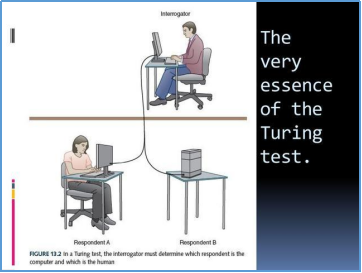 Interrogator
The
very
essence
of the
Turing
test.
Respondent A
Respondent B
FIGURE 13.2 In a Turing test, the interrogator must determine which respondent is the
computer and which is the human